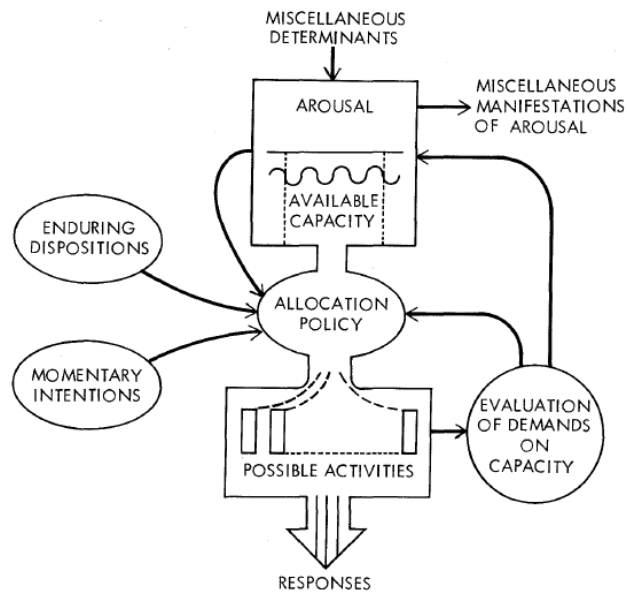 MISCELLANEOUS
DETERMINANTS
AROUSAL
MISCELLANEOUS
MANIFESTATIONS
OF AROUSAL
AVAILABLE
CAPACITY
ENDURING
DISPOSITIONS
ALLOCATION
POLICY
MOMENTARY
INTENTIONS
EVALUATION
OF DEMANDS
ON
CAPACITY
POSSIBLE ACTIVITIES
RESPONSES